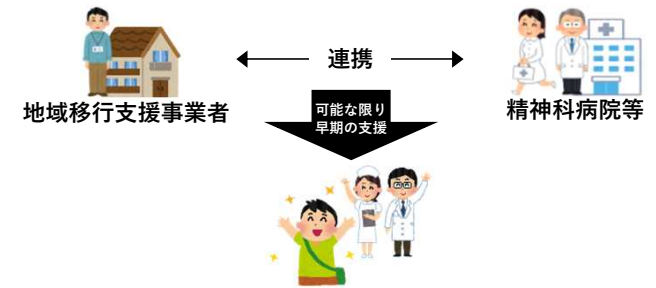 連携
地域移行支援事業者
精神科病院等
可能な限り
早期の支援